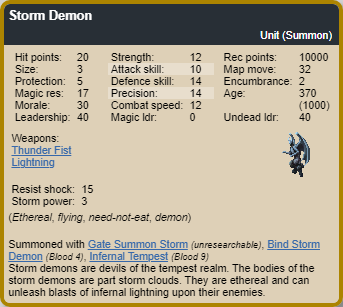 Storm Demon
Unit (Summon)
Hit points: 20 Strength: 12 Rec points: 10000
Size: 3 Attack skill: 10 Map move: 32
Protection: 5 Defence skill: 14 Encumbrance: 2
Magic res: 17 Precision: 14 Age: 370
Morale: 30 Combat speed: 12 (1000)
Leadership: 40 Magic ldr: 0 Undead ldr: 40
Weapons:
Thunder Fist
Lightning
Resist shock: 15
Storm power: 3
(Ethereal, flying, need-not-eat, demon)
Summoned with Gate Summon Storm (unresearchable), Bind Storm
Demon (Blood 4), Infernal Tempest (Blood 9)
Storm demons are devils of the tempest realm. The bodies of the
storm demons are part storm clouds. They are ethereal and can
unleash blasts of infernal lightning upon their enemies.